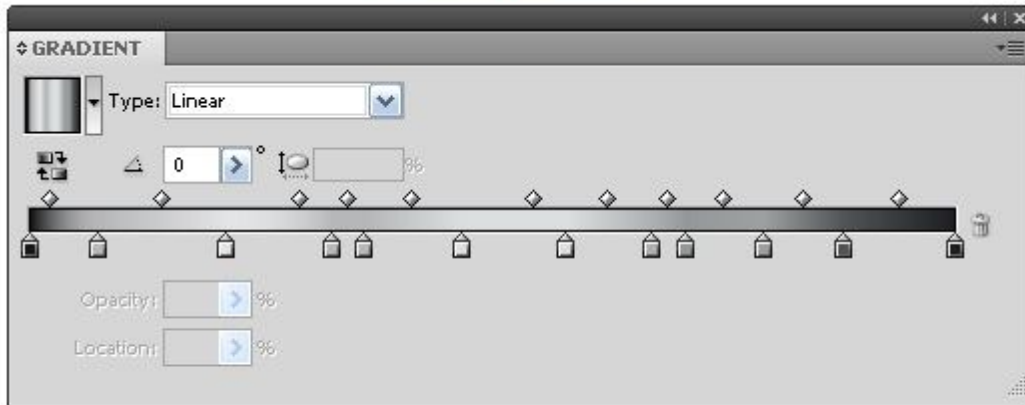 GRADIENT
Type: Linear
0 ° %
Opacity: %
Location: %